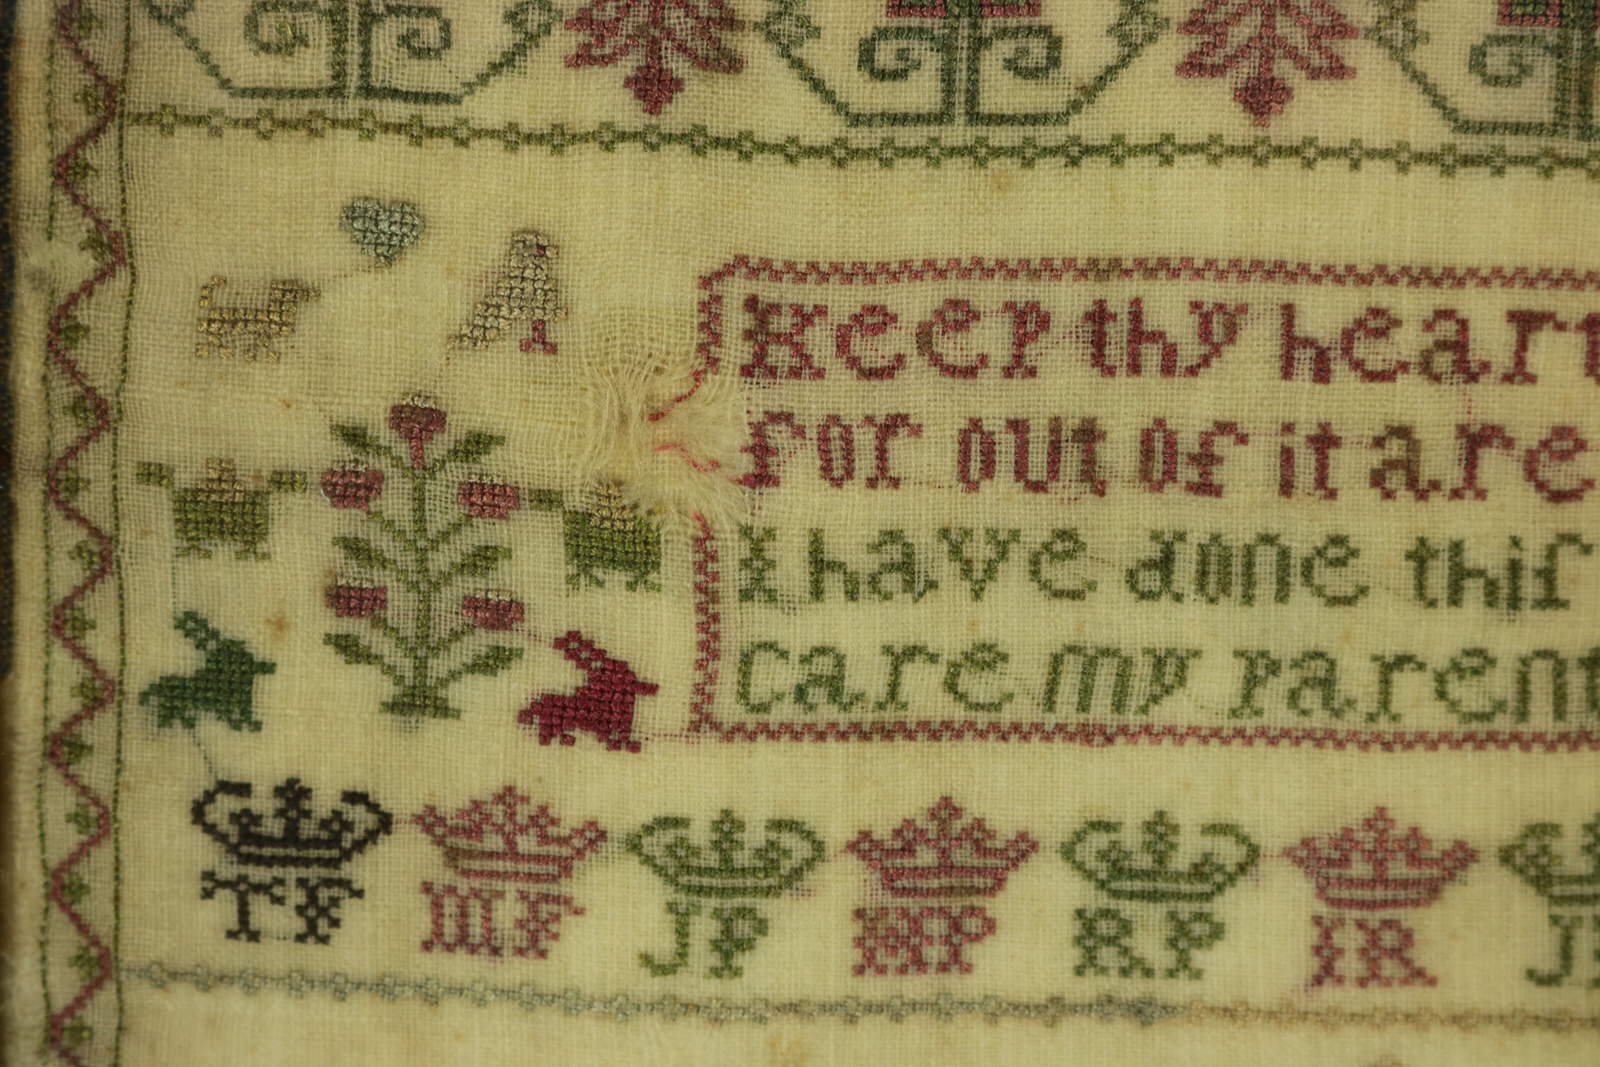 Keep thy heart
for out of it are
I have done thiſ
care my parent
TF MF JP MP RP IR J